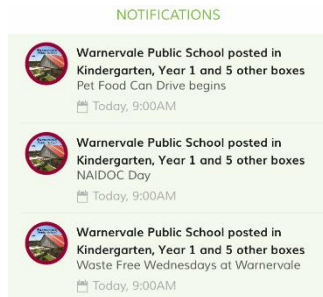 NOTIFICATIONS
Warnervale Public School posted in
Kindergarten, Year 1 and 5 other boxes
Pet Food Can Drive begins
Today, 9:00AM
Warnervale Public School posted in
Kindergarten, Year 1 and 5 other boxes
NAIDOC Day
Today, 9:00AM
Warnervale Public School posted in
Kindergarten, Year 1 and 5 other boxes
Waste Free Wednesdays at Warnervale
Today, 9:00AM